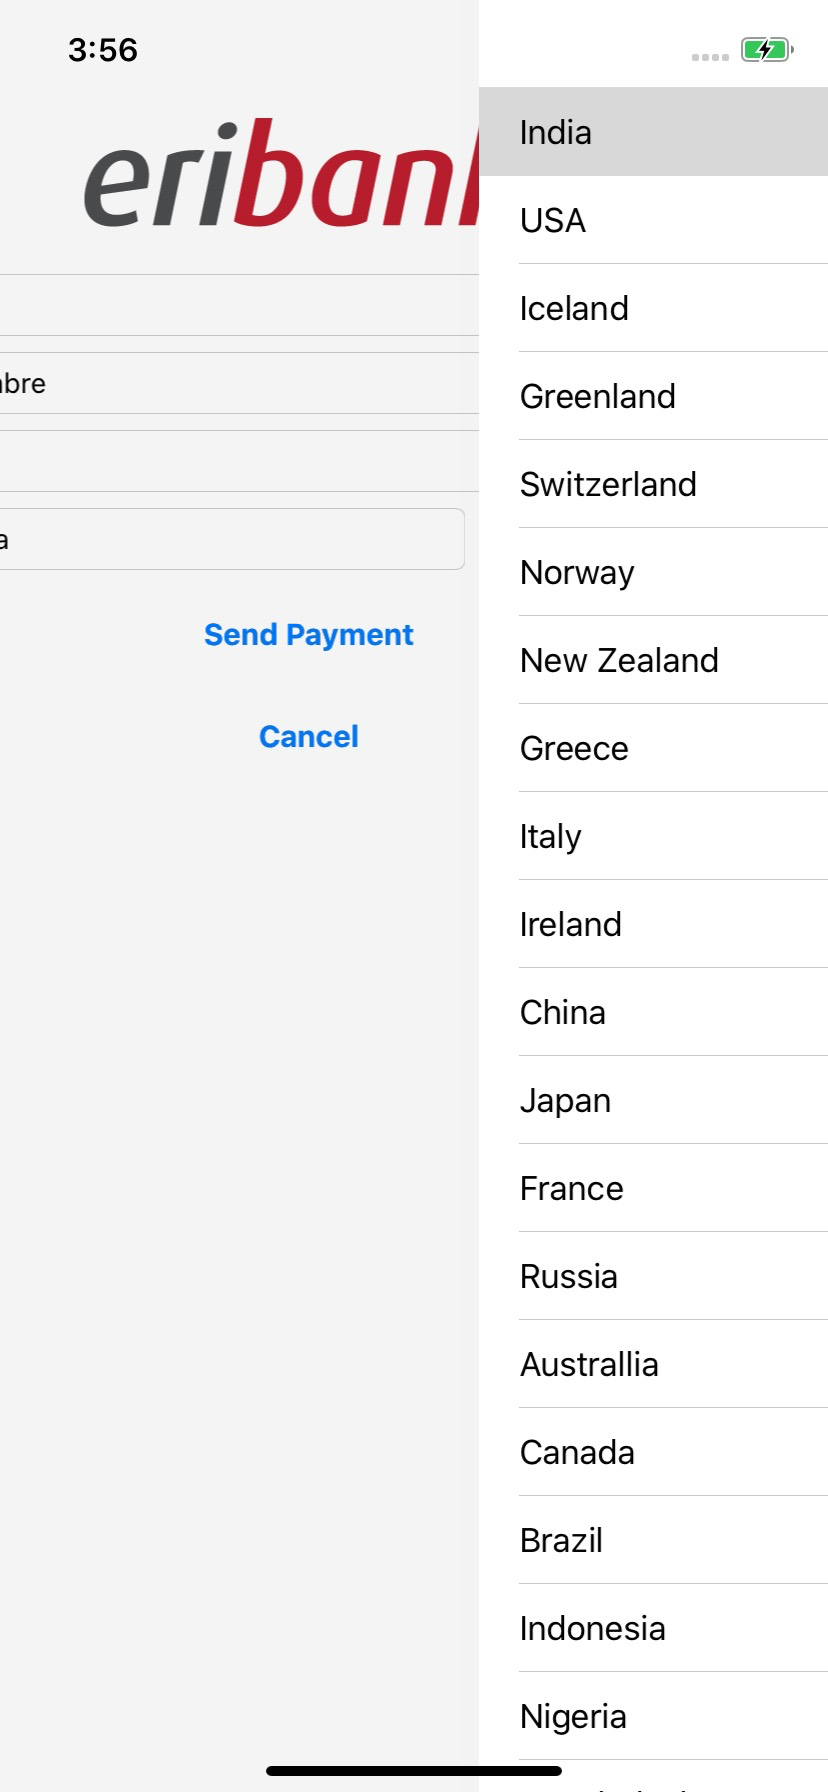 3:56
eriban
bre
a
Send Payment
Cancel
India
USA
Iceland
Greenland
Switzerland
Norway
New Zealand
Greece
Italy
Ireland
China
Japan
France
Russia
Australlia
Canada
Brazil
Indonesia
Nigeria